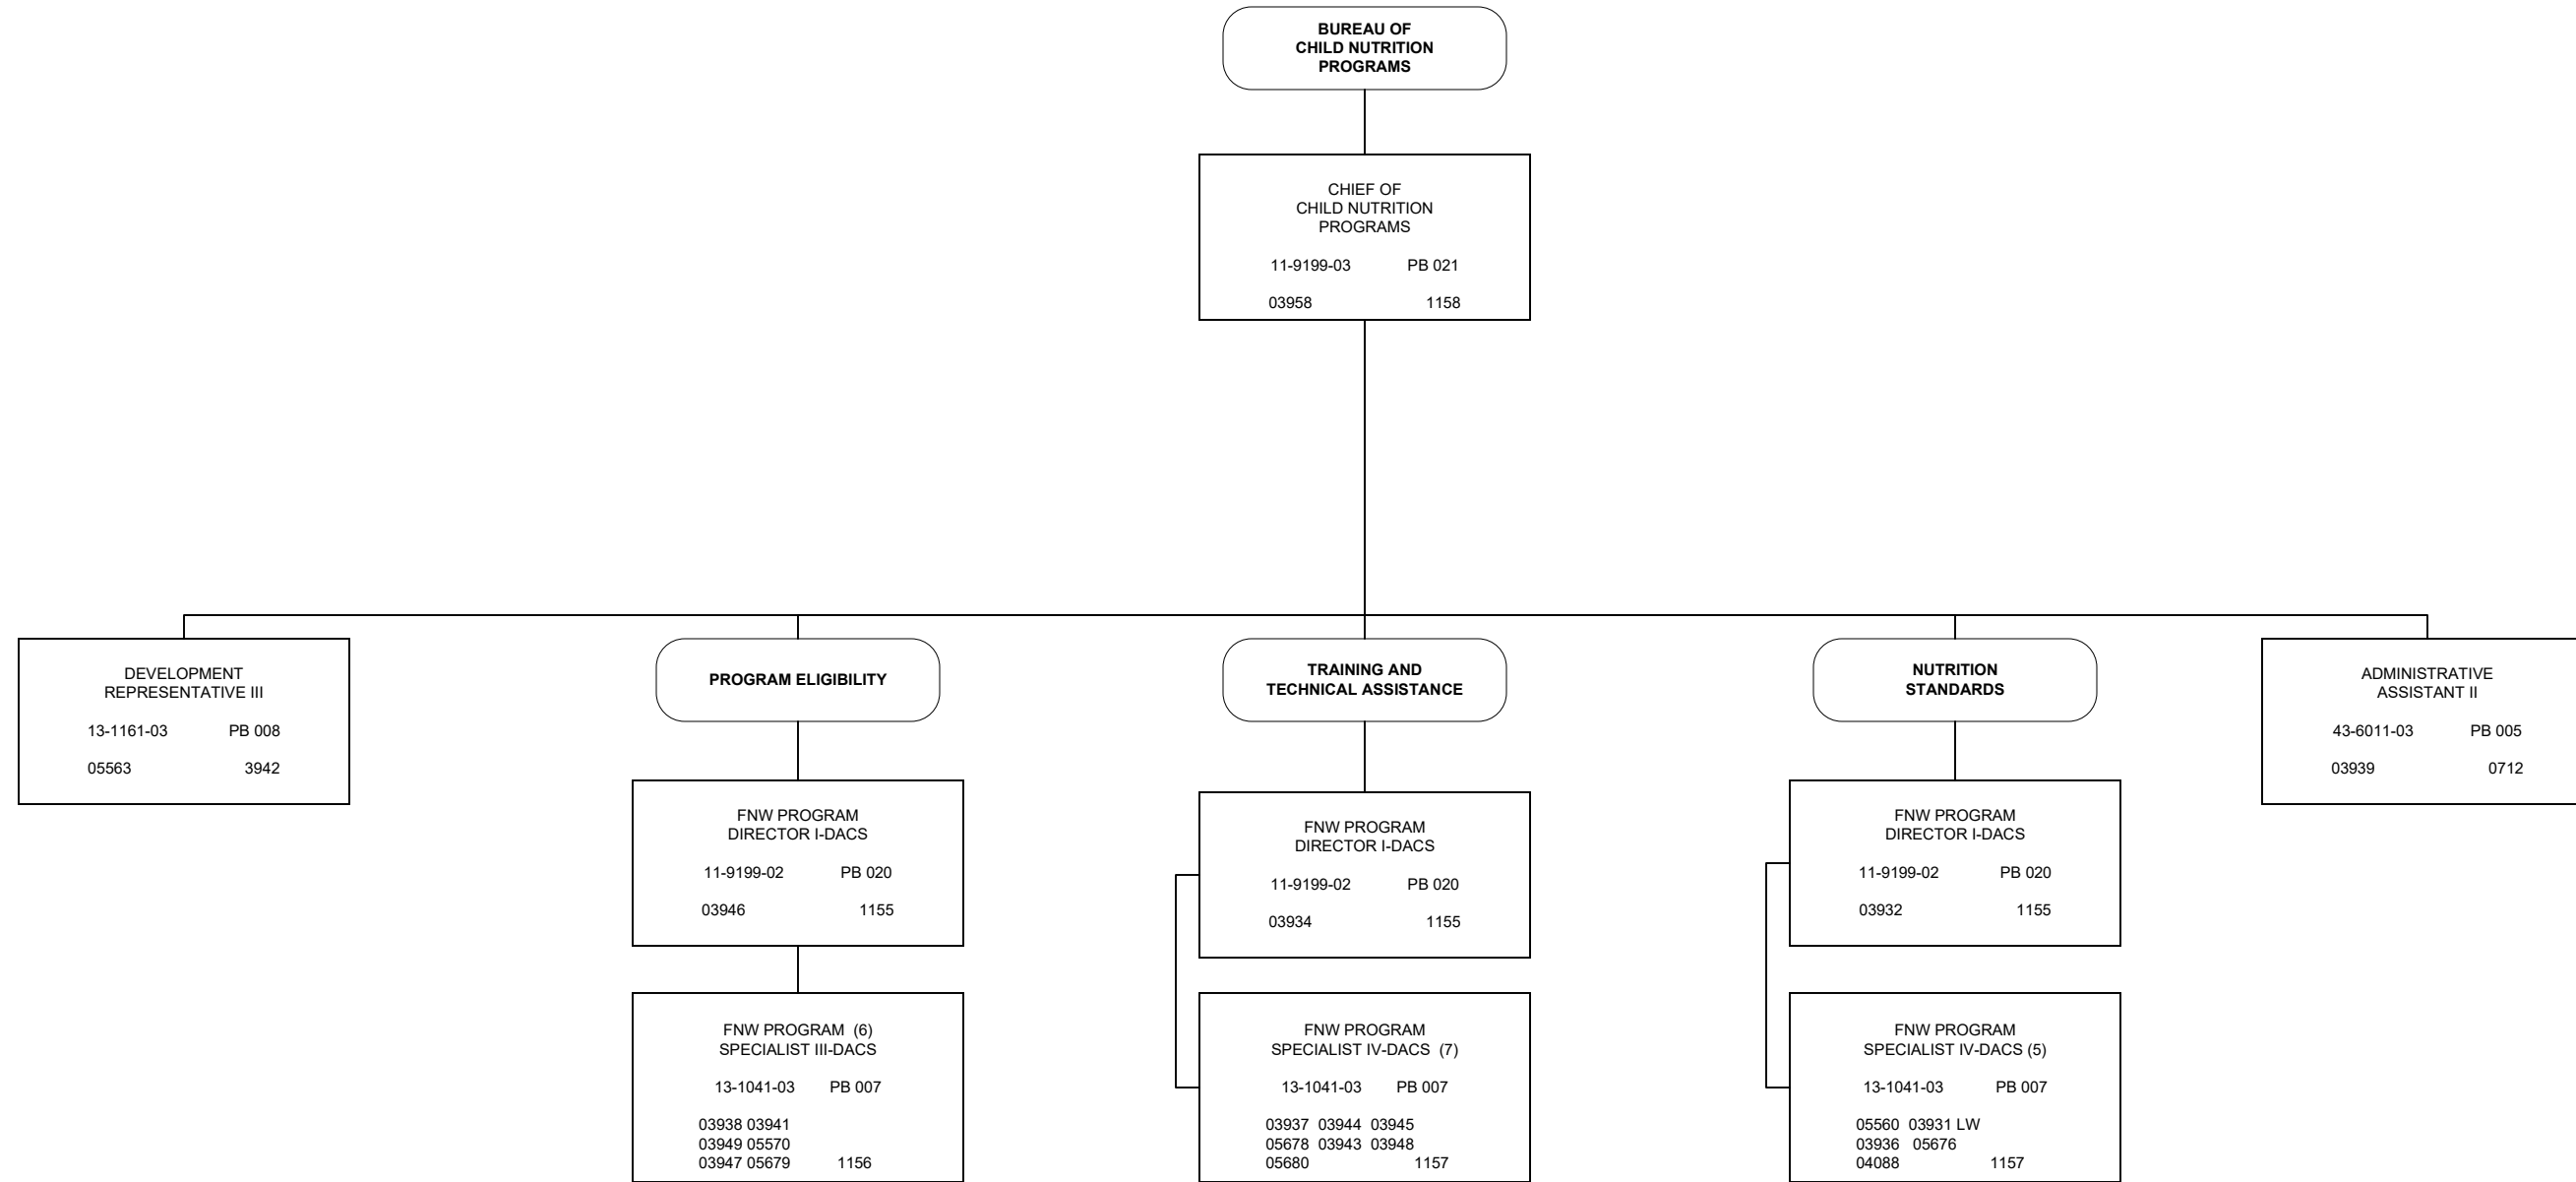 BUREAU OF
CHILD NUTRITION
PROGRAMS
CHIEF OF
CHILD NUTRITION
PROGRAMS
11-9199-03 PB 021
03958 1158
DEVELOPMENT
REPRESENTATIVE III
13-1161-03 PB 008
05563 3942
PROGRAM ELIGIBILITY
FNW PROGRAM
DIRECTOR I-DACS
11-9199-02 PB 020
03946 1155
FNW PROGRAM (6)
SPECIALIST III-DACS
13-1041-03 PB 007
03938 03941
03949 05570
03947 05679 1156
TRAINING AND
TECHNICAL ASSISTANCE
FNW PROGRAM
DIRECTOR I-DACS
11-9199-02 PB 020
03934 1155
FNW PROGRAM
SPECIALIST IV-DACS (7)
13-1041-03 PB 007
03937 03944 03945
05678 03943 03948
05680 1157
NUTRITION
STANDARDS
FNW PROGRAM
DIRECTOR I-DACS
11-9199-02 PB 020
03932 1155
FNW PROGRAM
SPECIALIST IV-DACS (5)
13-1041-03 PB 007
05560 03931 LW
03936 05676
04088 1157
ADMINISTRATIVE
ASSISTANT II
43-6011-03 PB 005
03939 0712